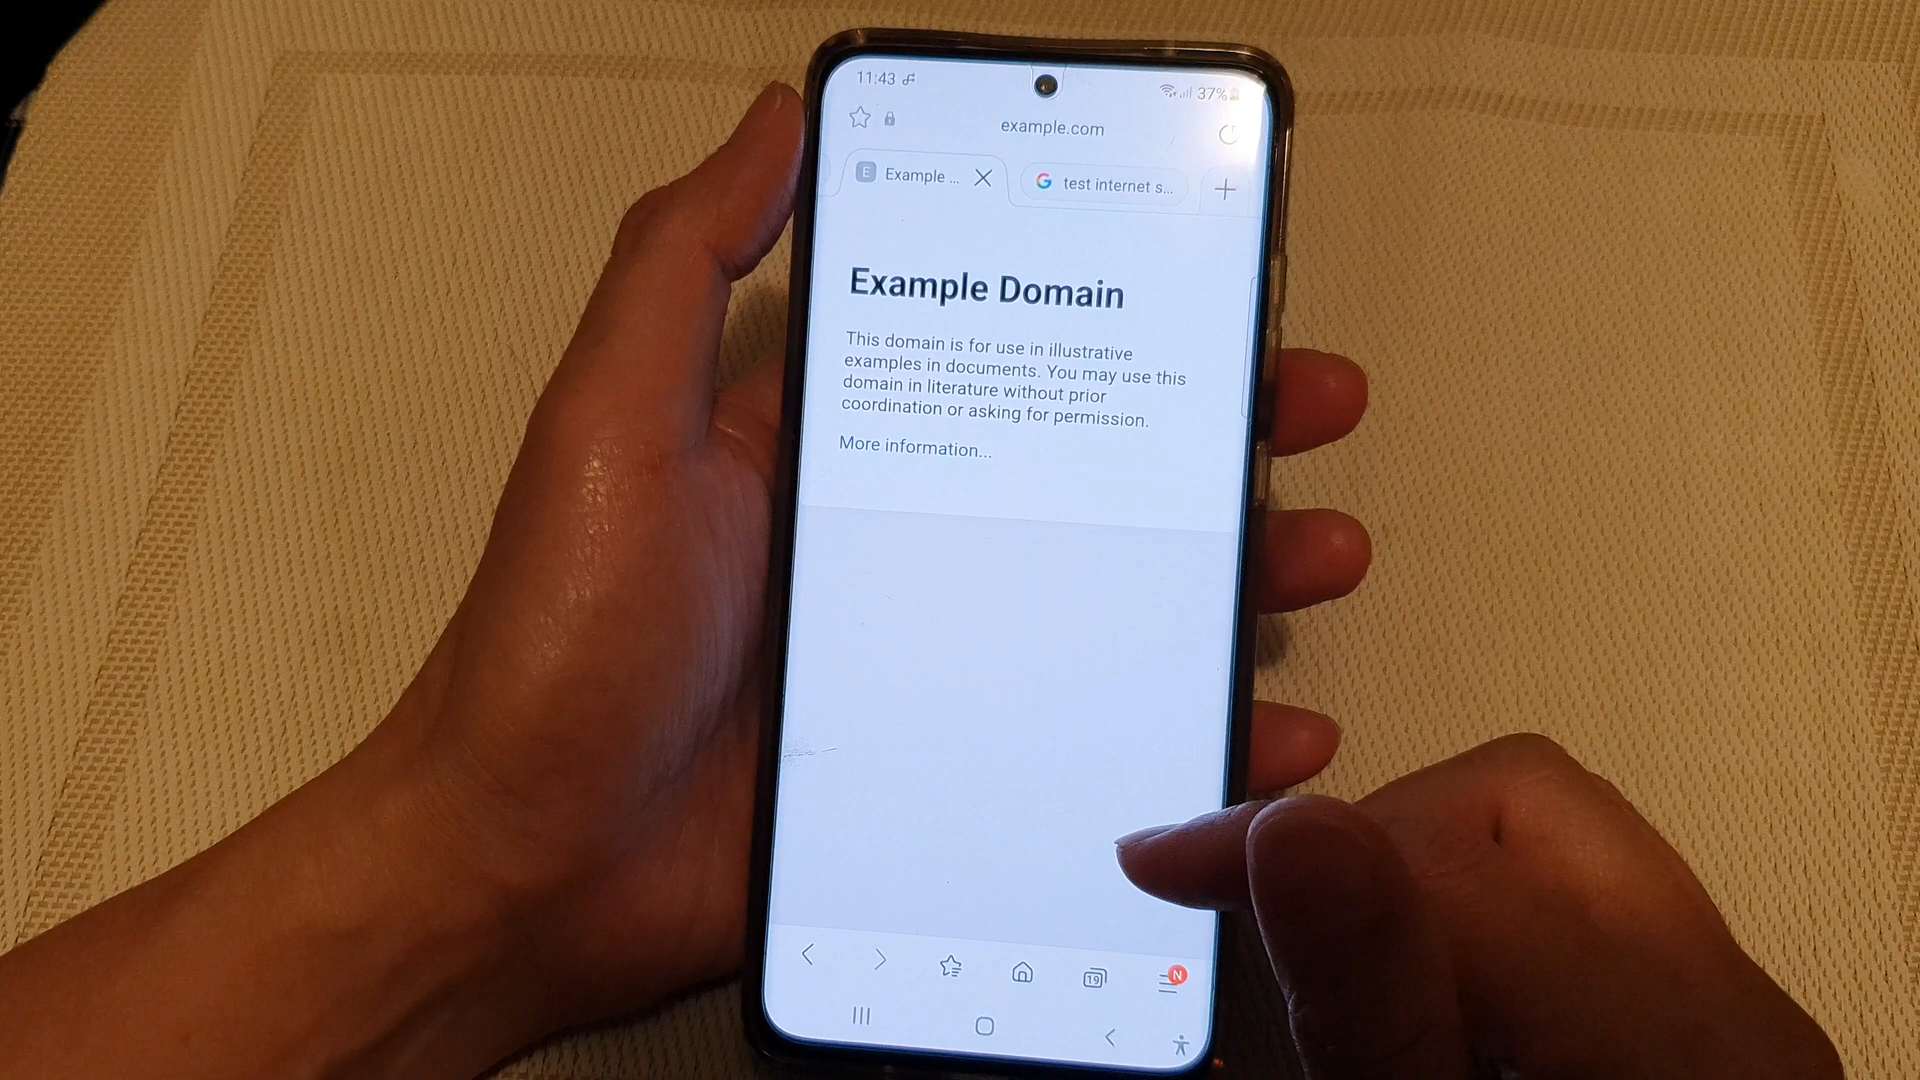 11:43
37%
example.com
E Example ...
G test internet s...
Example Domain
This domain is for use in illustrative
examples in documents. You may use this
domain in literature without prior
coordination or asking for permission.
More information...
19
N